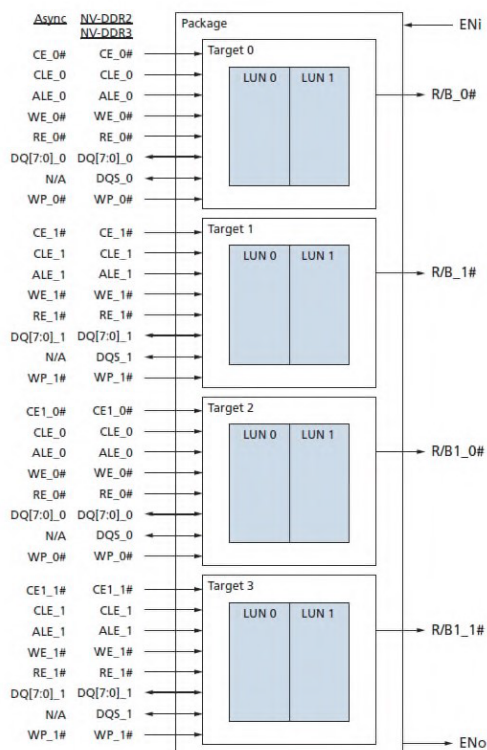 Async NV-DDR2
NV-DDR3
Package
ENi
CE_0# CE_0# Target 0
CLE_0 CLE_0
LUN 0 LUN 1
ALE_0 ALE_0 R/B_0#
WE_0# WE_0#
RE_0# RE_0#
DQ[7:0]_0 DQ[7:0]_0
N/A DQS_0
WP_0# WP_0#
CE_1# CE_1# Target 1
CLE_1 CLE_1
LUN 0 LUN 1
ALE_1 ALE_1 R/B_1#
WE_1# WE_1#
RE_1# RE_1#
DQ[7:0]_1 DQ[7:0]_1
N/A DQS_1
WP_1# WP_1#
CE1_0# CE1_0# Target 2
CLE_0 CLE_0
LUN 0 LUN 1
ALE_0 ALE_0 R/B1_0#
WE_0# WE_0#
RE_0# RE_0#
DQ[7:0]_0 DQ[7:0]_0
N/A DQS_0
WP_0# WP_0#
CE1_1# CE1_1# Target 3
CLE_1 CLE_1
LUN 0 LUN 1
ALE_1 ALE_1 R/B1_1#
WE_1# WE_1#
RE_1# RE_1#
DQ[7:0]_1 DQ[7:0]_1
N/A DQS_1
WP_1# WP_1#
ENo